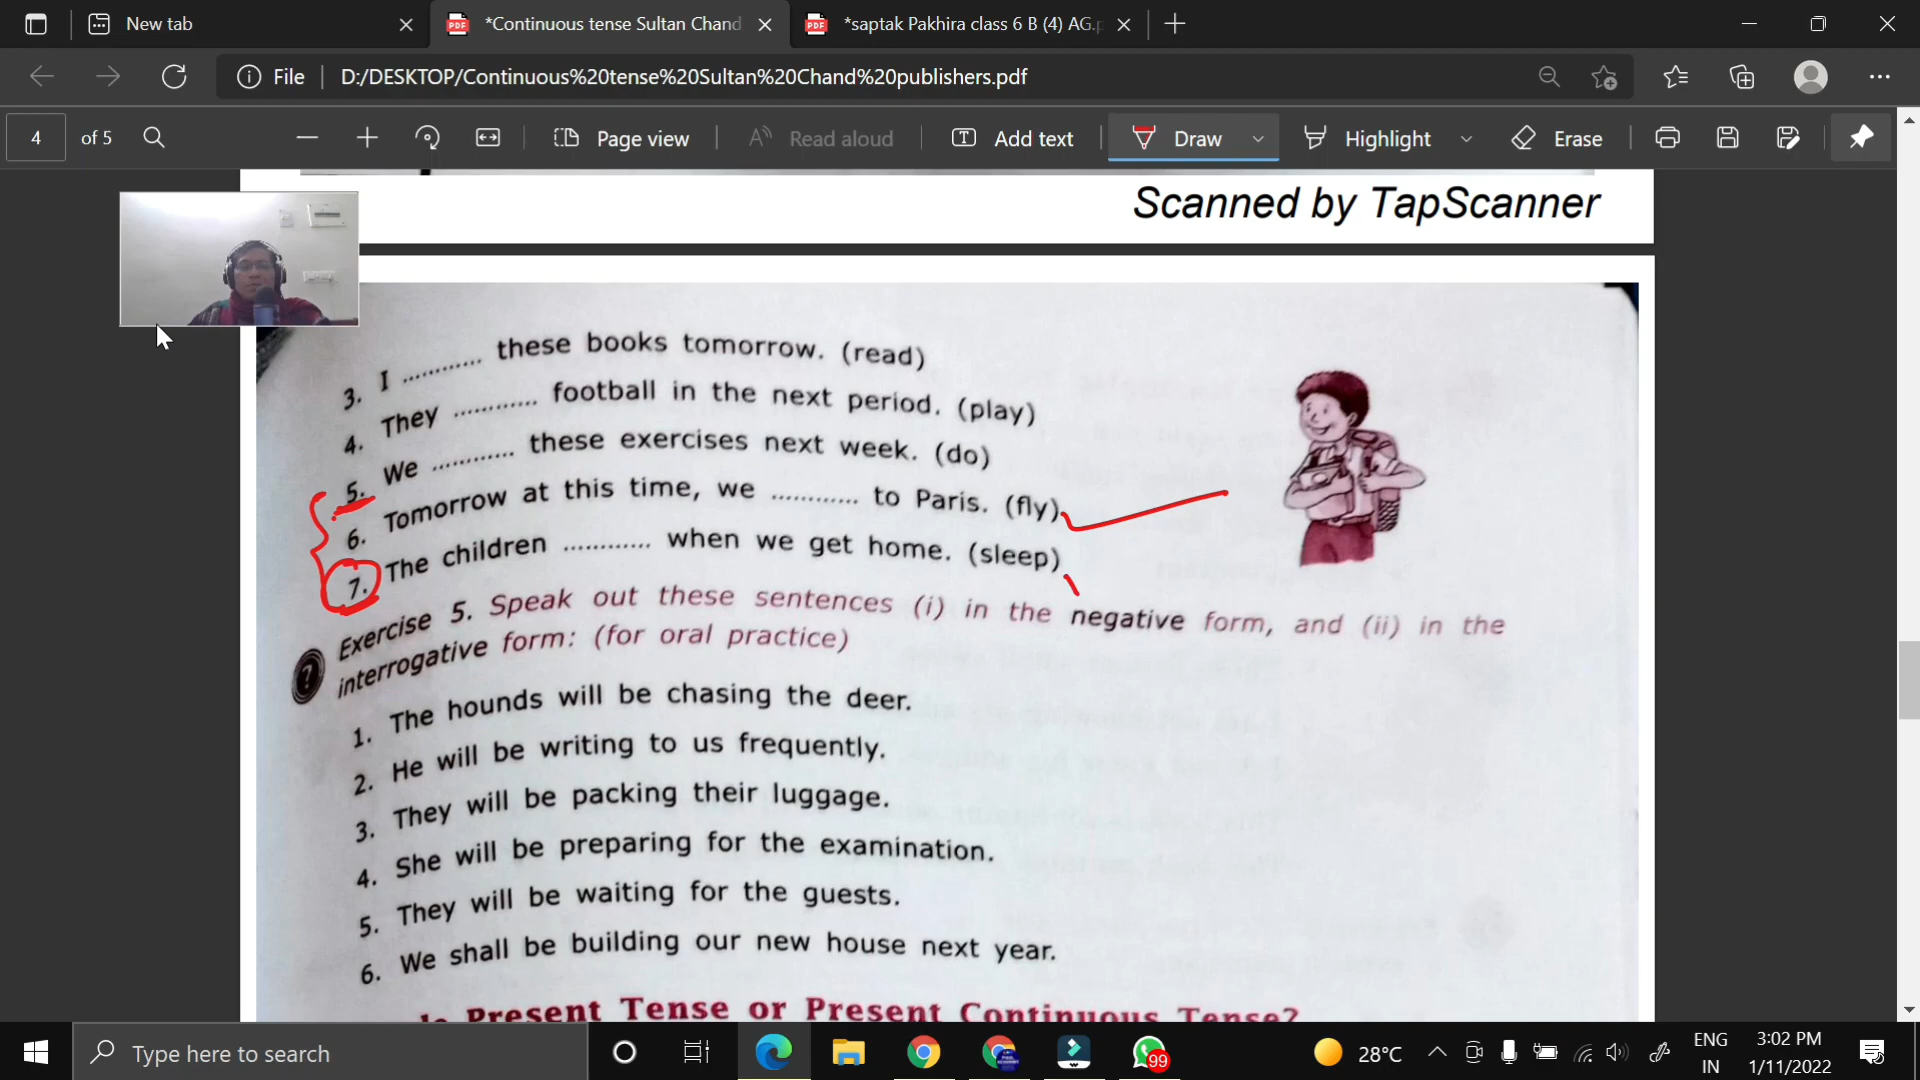 New tab
*Continuous tense Sultan Chand
*saptak Pakhira class 6 B (4) AG.p
File
D:/DESKTOP/Continuous%20tense%20Sultan%20Chand%20publishers.pdf
4 of 5
Page view
Read aloud
Add text
Draw
Highlight
Erase
Scanned by TapScanner
3. I ............ these books tomorrow. (read)
4. They ............ football in the next period. (play)
5. We ............ these exercises next week. (do)
6. Tomorrow at this time, we ............ to Paris. (fly)
7. The children ............ when we get home. (sleep)
? Exercise 5. Speak out these sentences (i) in the negative form, and (ii) in the
interrogative form: (for oral practice)
1. The hounds will be chasing the deer.
2. He will be writing to us frequently.
3. They will be packing their luggage.
4. She will be preparing for the examination.
5. They will be waiting for the guests.
6. We shall be building our new house next year.
Present Tense or Present Continuous Tense?
Type here to search
99
28°C
ENG
IN
3:02 PM
1/11/2022